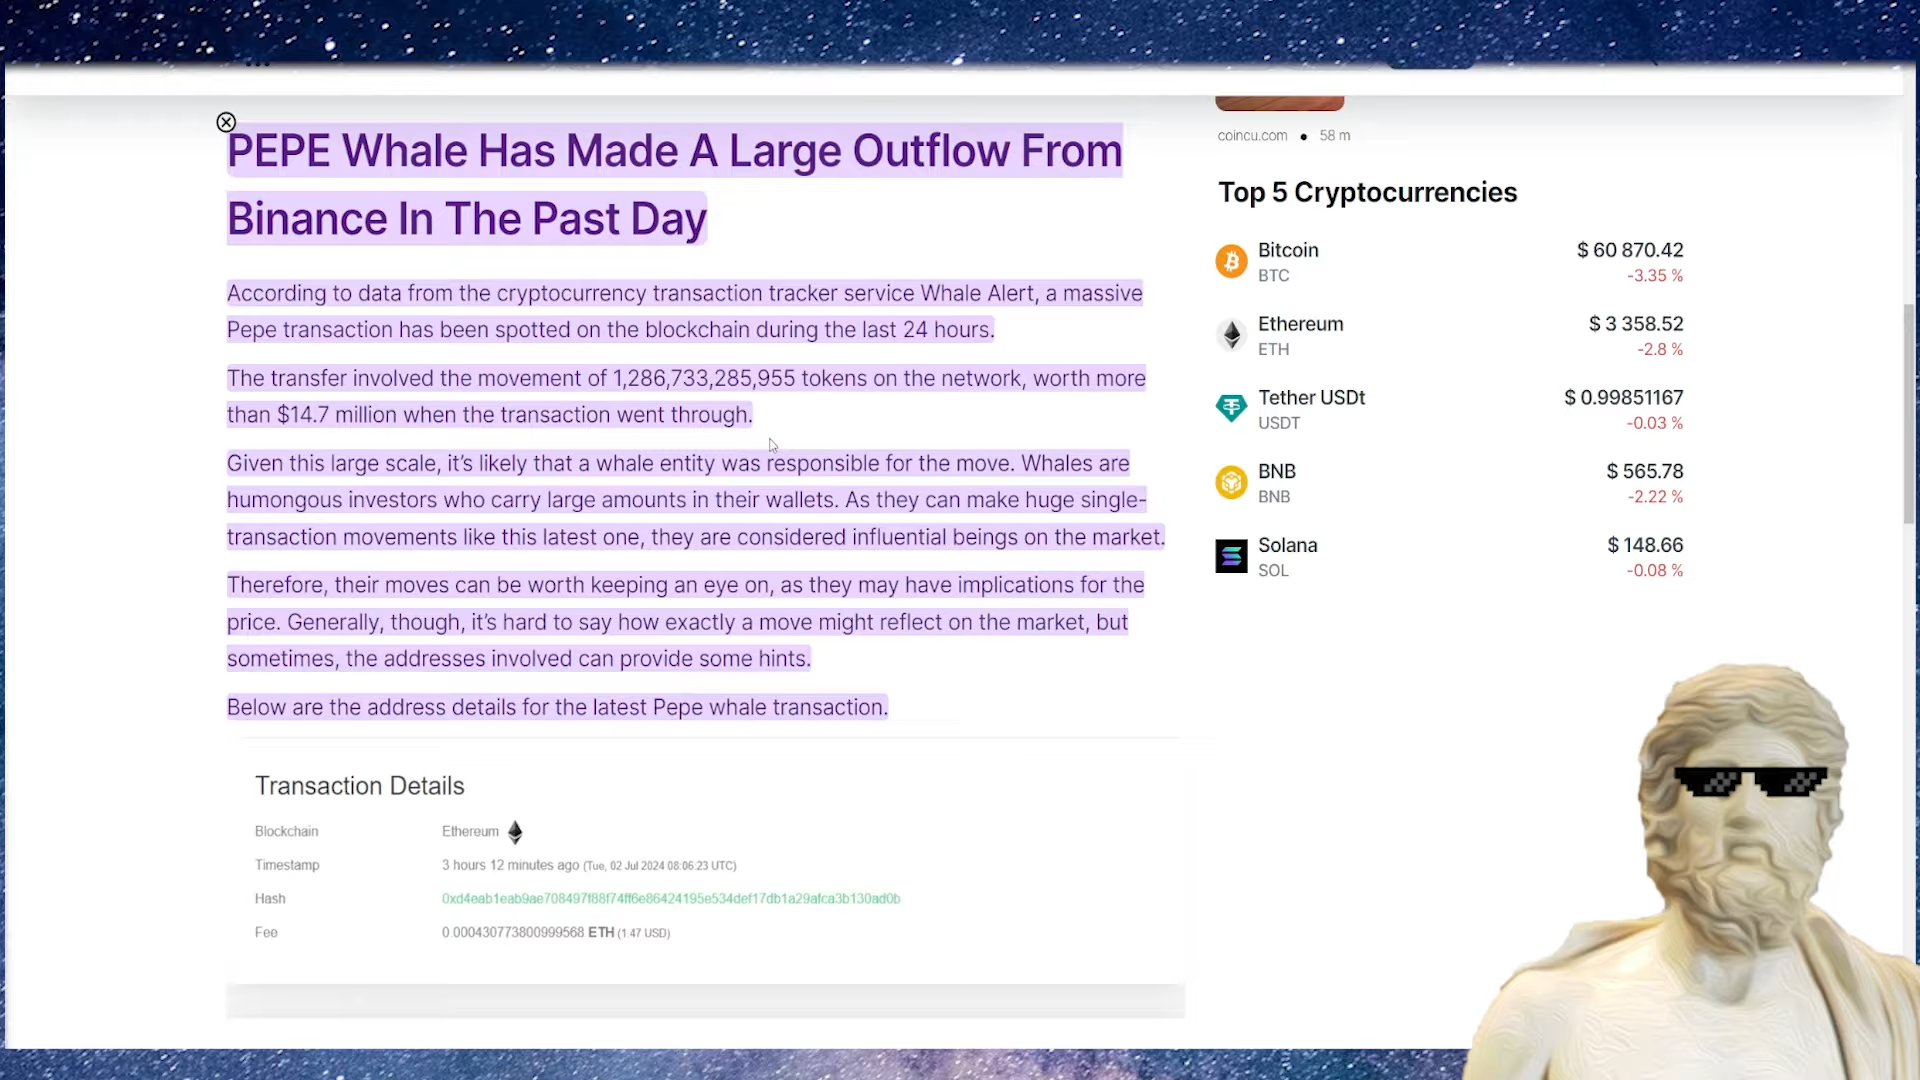 PEPE Whale Has Made A Large Outflow From
Binance In The Past Day
According to data from the cryptocurrency transaction tracker service Whale Alert, a massive
Pepe transaction has been spotted on the blockchain during the last 24 hours.
The transfer involved the movement of 1,286,733,285,955 tokens on the network, worth more
than $14.7 million when the transaction went through.
Given this large scale, it's likely that a whale entity was responsible for the move. Whales are
humongous investors who carry large amounts in their wallets. As they can make huge single-
transaction movements like this latest one, they are considered influential beings on the market.
Therefore, their moves can be worth keeping an eye on, as they may have implications for the
price. Generally, though, it's hard to say how exactly a move might reflect on the market, but
sometimes, the addresses involved can provide some hints.
Below are the address details for the latest Pepe whale transaction.
Transaction Details
Blockchain Ethereum
Timestamp 3 hours 12 minutes ago (Tue, 02 Jul 2024 08:06:23 UTC)
Hash 0xd4eab1eab9ae708497f88f74ff6e86424195e534def17db1a29afca3b130ad0b
Fee 0.000430773800999568 ETH (1.47 USD)
coincu.com • 58 m
Top 5 Cryptocurrencies
Bitcoin $ 60 870.42
BTC -3.35 %
Ethereum $ 3 358.52
ETH -2.8 %
Tether USDt $ 0.99851167
USDT -0.03 %
BNB $ 565.78
BNB -2.22 %
Solana $ 148.66
SOL -0.08 %